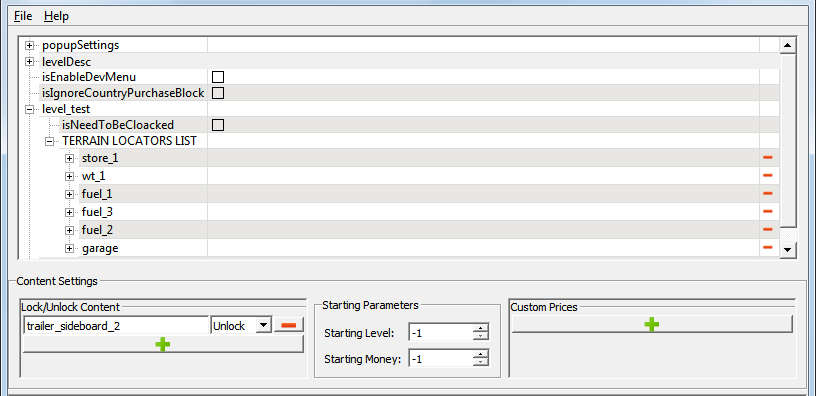 File Help
popupSettings
levelDesc
isEnableDevMenu
isIgnoreCountryPurchaseBlock
level_test
isNeedToBeCloacked
TERRAIN LOCATORS LIST
store_1
wt_1
fuel_1
fuel_3
fuel_2
garage
Content Settings
Lock/Unlock Content
trailer_sideboard_2 Unlock
Starting Parameters
Starting Level: -1
Starting Money: -1
Custom Prices